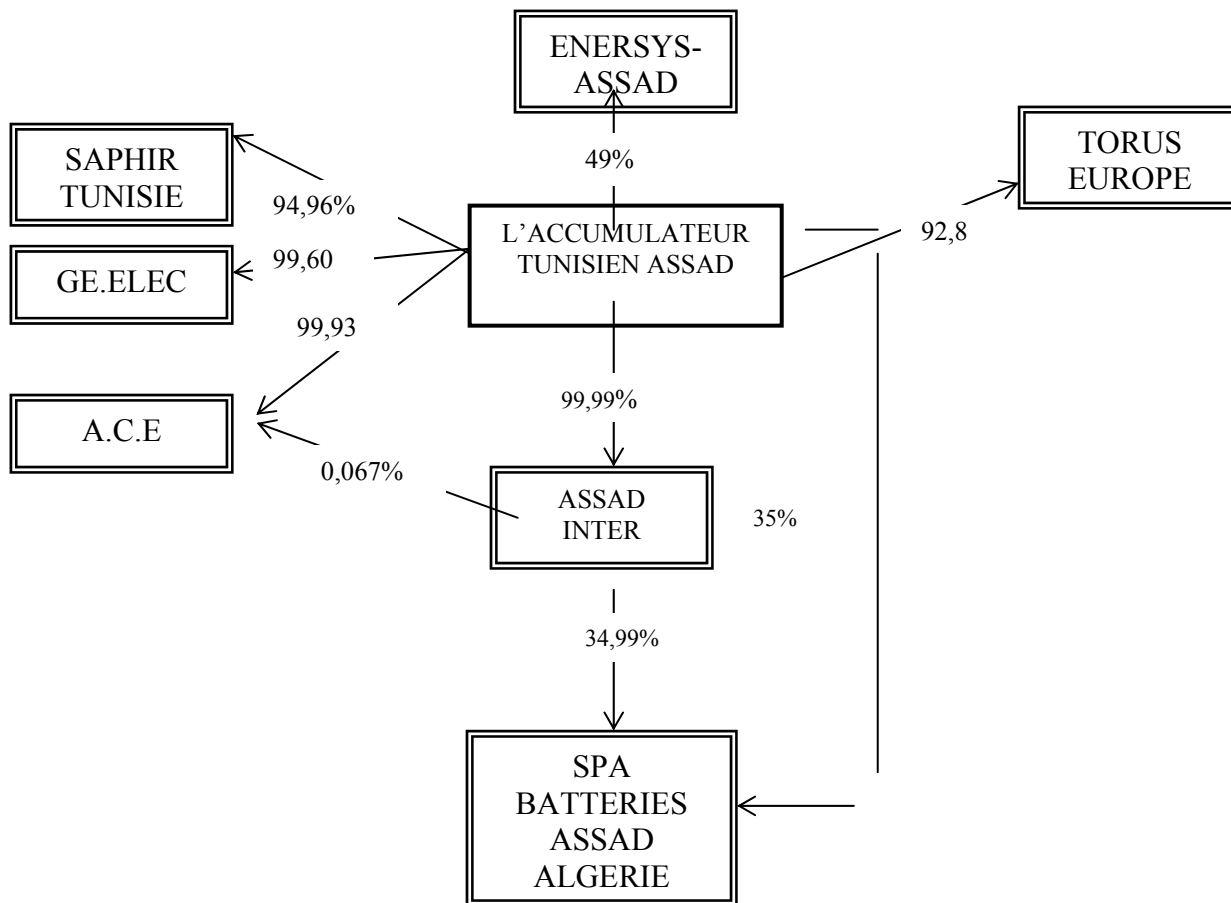 ENERSYS-
ASSAD
TORUS
EUROPE
SAPHIR
TUNISIE
49%
94,96%
L’ACCUMULATEUR
TUNISIEN ASSAD
92,8
99,60
GE.ELEC
99,93
99,99%
A.C.E
0,067%
ASSAD
INTER
35%
34,99%
SPA
BATTERIES
ASSAD
ALGERIE